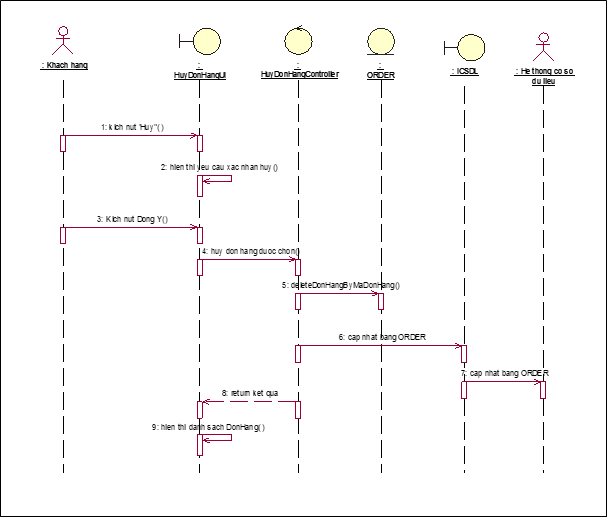 : Khach hang
:
HuyDonHangUI
:
HuyDonHangController
:
ORDER
: ICSDL
: He thong co so
du lieu
1: kich nut "Huy"( )
2: hien thi yeu cau xac nhan huy( )
3: Kich nut Dong Y( )
4: huy don hang duoc chon( )
5: deleteDonHangByMaDonHang( )
6: cap nhat bang ORDER
7: cap nhat bang ORDER
8: return ket qua
9: hien thi danh sach DonHang( )